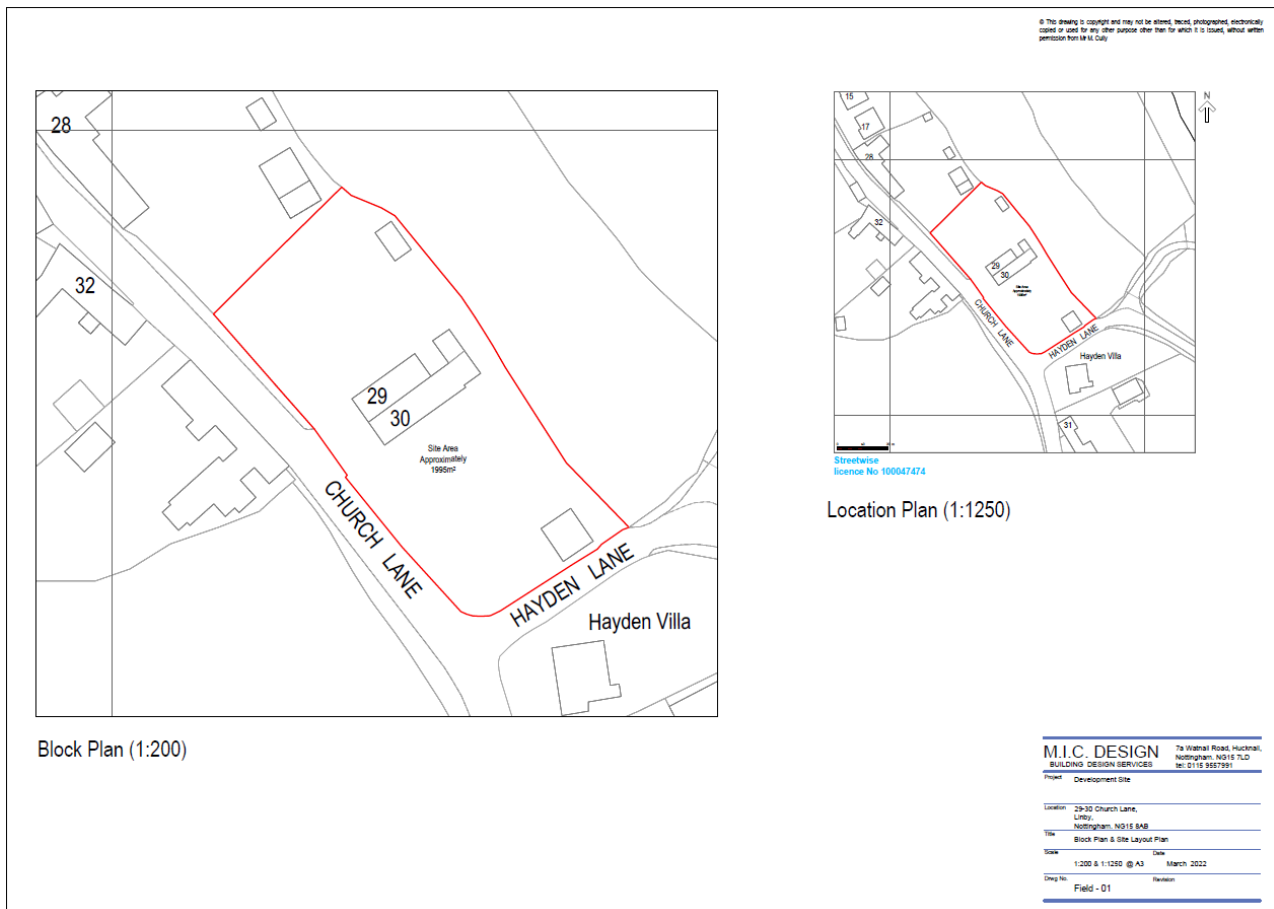 © This drawing is copyright and may not be altered, traced, photographed, electronically
copied or used for any other purpose other than for which it is issued, without written
permission from Mr M. Cully
28
32
29
30
Site Area
Approximately
1995m²
CHURCH LANE
HAYDEN LANE
Hayden Villa
Block Plan (1:200)
N
15
17
28
32
29
30
Site Area
Approximately
CHURCH LANE
HAYDEN LANE
Hayden Villa
31
Streetwise
licence No 100047474
Location Plan (1:1250)
M.I.C. DESIGN
BUILDING DESIGN SERVICES
7a Watnall Road, Hucknall,
Nottingham. NG15 7LD
tel: 0115 9557991
Project Development Site
Location 29-30 Church Lane,
Linby,
Nottingham. NG15 8AB
Title Block Plan & Site Layout Plan
Scale 1:200 & 1:1250 @ A3
Date March 2022
Drwg No. Field - 01
Revision